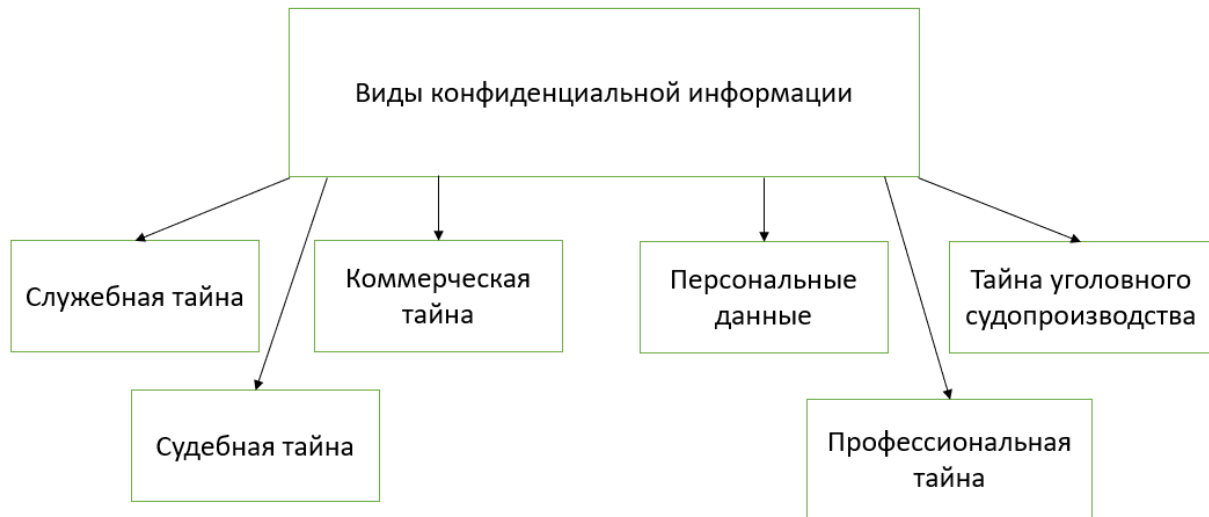 Виды конфиденциальной информации
Служебная тайна
Коммерческая
тайна
Персональные
данные
Тайна уголовного
судопроизводства
Судебная тайна
Профессиональная
тайна